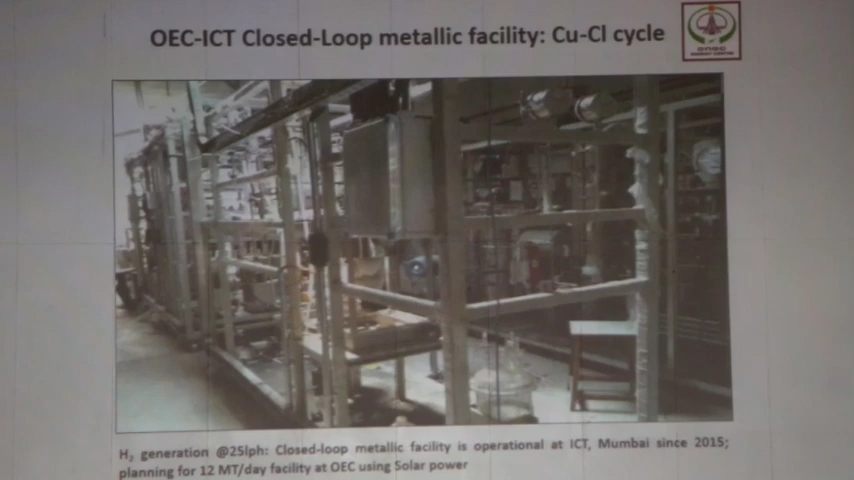 OEC-ICT Closed-Loop metallic facility: Cu-Cl cycle
H₂ generation @25lph: Closed-loop metallic facility is operational at ICT, Mumbai since 2015;
planning for 12 MT/day facility at OEC using Solar power